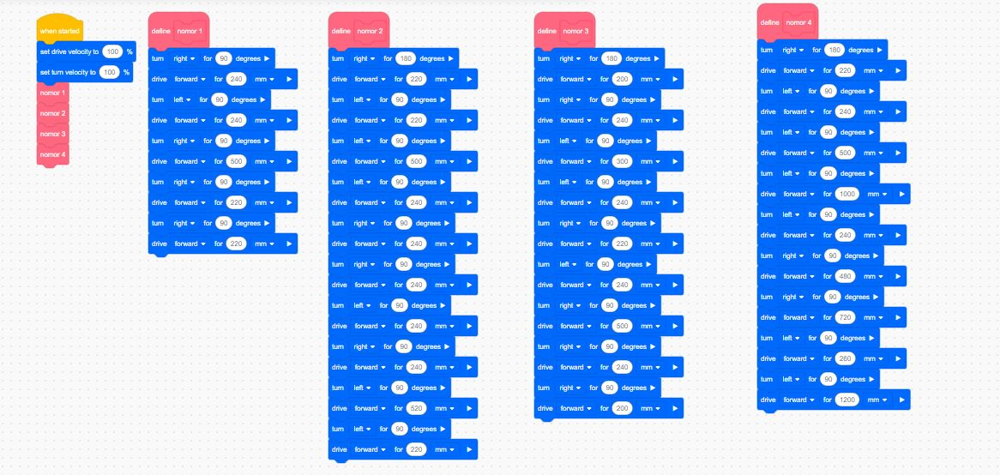 when started
set drive velocity to 100 %
set turn velocity to 100 %
nomor 1
nomor 2
nomor 3
nomor 4
define nomor 1
turn right for 90 degrees
drive forward for 240 mm
turn left for 90 degrees
drive forward for 240 mm
turn right for 90 degrees
drive forward for 500 mm
turn right for 90 degrees
drive forward for 220 mm
turn right for 90 degrees
drive forward for 220 mm
define nomor 2
turn right for 180 degrees
drive forward for 220 mm
turn left for 90 degrees
drive forward for 220 mm
turn left for 90 degrees
drive forward for 500 mm
turn left for 90 degrees
drive forward for 240 mm
turn right for 90 degrees
drive forward for 240 mm
turn right for 90 degrees
drive forward for 240 mm
turn left for 90 degrees
drive forward for 240 mm
turn right for 90 degrees
drive forward for 240 mm
turn left for 90 degrees
drive forward for 520 mm
turn left for 90 degrees
drive forward for 220 mm
define nomor 3
turn right for 180 degrees
drive forward for 200 mm
turn right for 90 degrees
drive forward for 240 mm
turn left for 90 degrees
drive forward for 300 mm
turn left for 90 degrees
drive forward for 240 mm
turn right for 90 degrees
drive forward for 220 mm
turn left for 90 degrees
drive forward for 240 mm
turn right for 90 degrees
drive forward for 500 mm
turn right for 90 degrees
drive forward for 240 mm
turn right for 90 degrees
drive forward for 200 mm
define nomor 4
turn right for 180 degrees
drive forward for 220 mm
turn left for 90 degrees
drive forward for 240 mm
turn left for 90 degrees
drive forward for 500 mm
turn left for 90 degrees
drive forward for 1000 mm
turn left for 90 degrees
drive forward for 240 mm
turn right for 90 degrees
drive forward for 480 mm
turn right for 90 degrees
drive forward for 720 mm
turn left for 90 degrees
drive forward for 260 mm
turn left for 90 degrees
drive forward for 1200 mm